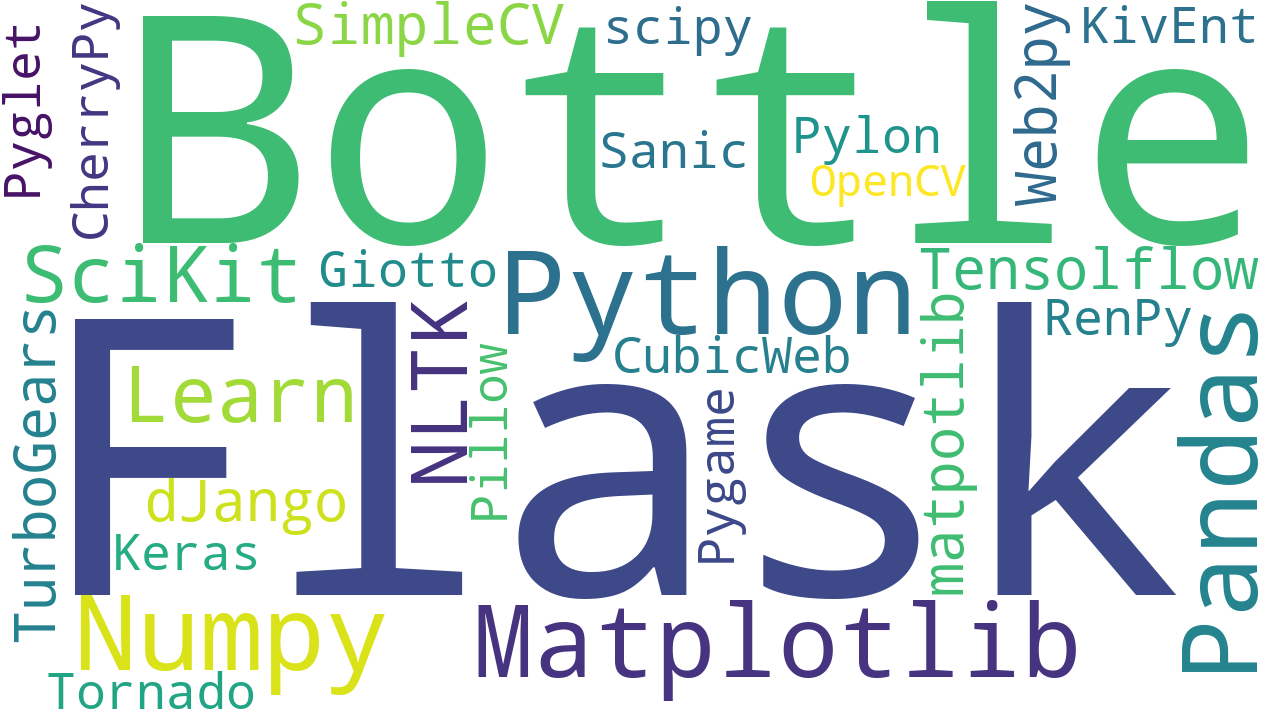 Bottle
SimpleCV
scipy
KivEnt
Pyglet
CherryPy
Web2py
Sanic
Pylon
OpenCV
SciKit
Giotto
Python
Tensolflow
Flask
RenPy
TurboGears
Learn
NLTK
Pillow
CubicWeb
Pygame
matpotlib
Pandas
dJango
Keras
Numpy
Matplotlib
Tornado